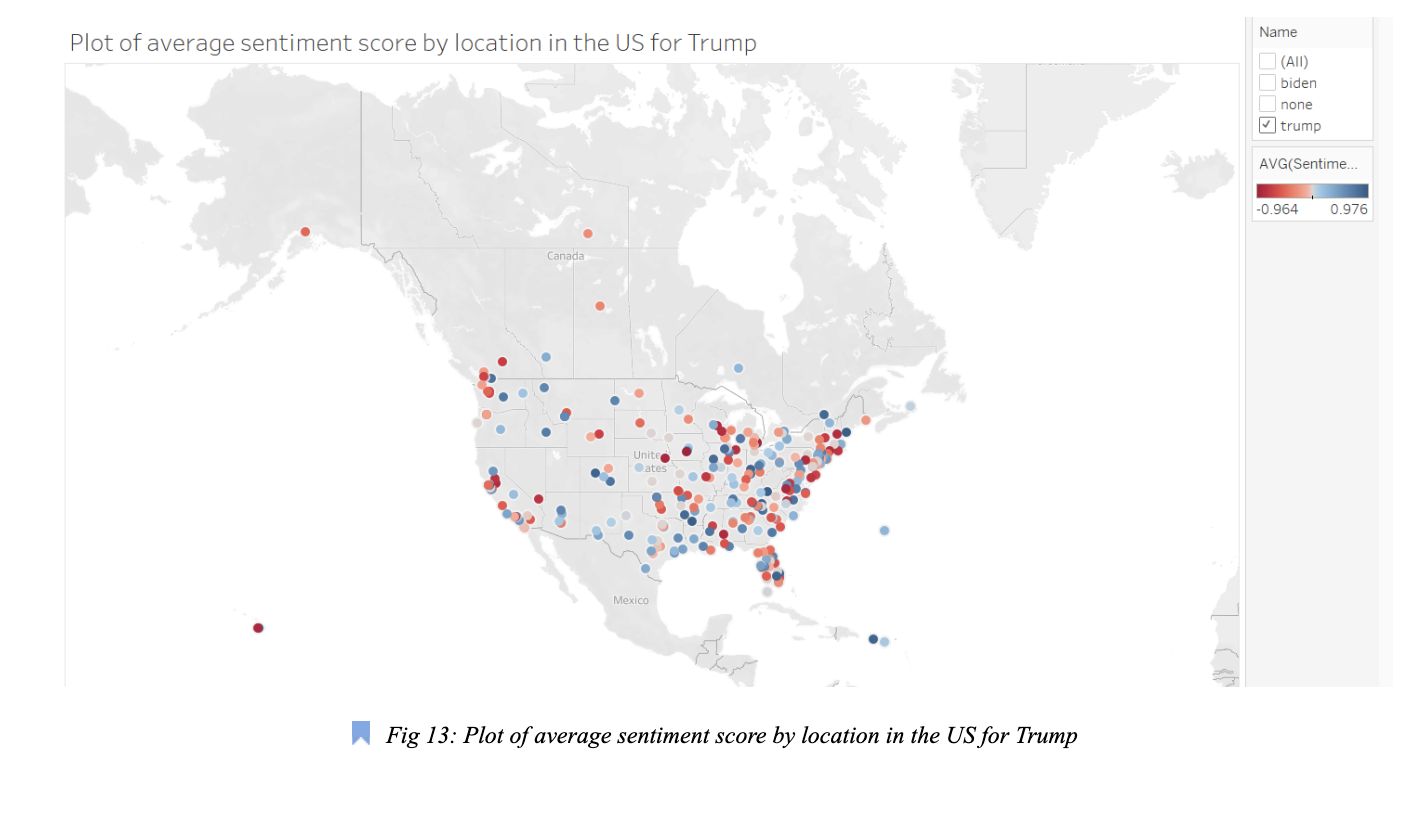 Plot of average sentiment score by location in the US for Trump
Name
(All)
biden
none
trump
AVG(Sentime...
-0.964 0.976
Canada
United
ates
Mexico
Fig 13: Plot of average sentiment score by location in the US for Trump